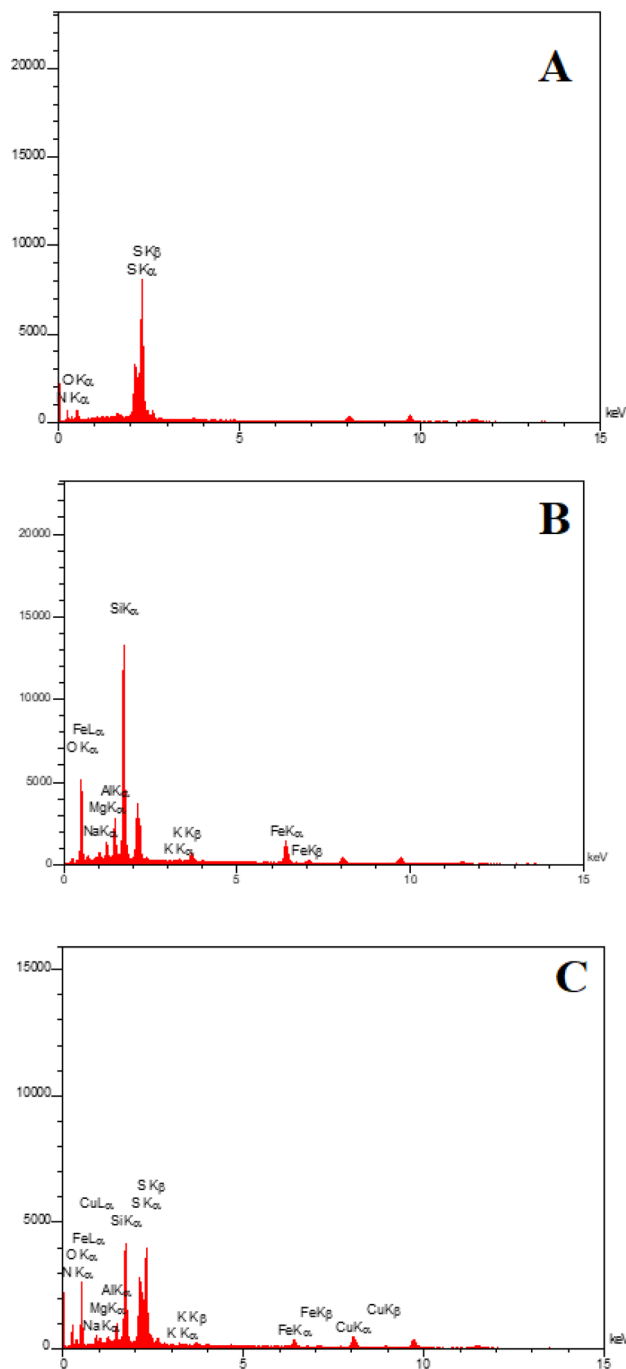 A
20000
15000
10000
S Kβ
S Kα
5000
O Kα
N Kα
0
keV
0 5 10 15
B
20000
15000
SiKα
10000
FeLα
O Kα
5000
AlKα
MgKα
K Kβ
FeKα
NaKα
K Kα
FeKβ
0
keV
0 5 10 15
C
15000
10000
S Kβ
CuLα
S Kα
5000
SiKα
FeLα
O Kα
N Kα
AlKα
MgKα
K Kβ
FeKβ
CuKβ
NaKα
K Kα
FeKα
CuKα
0
keV
0 5 10 15